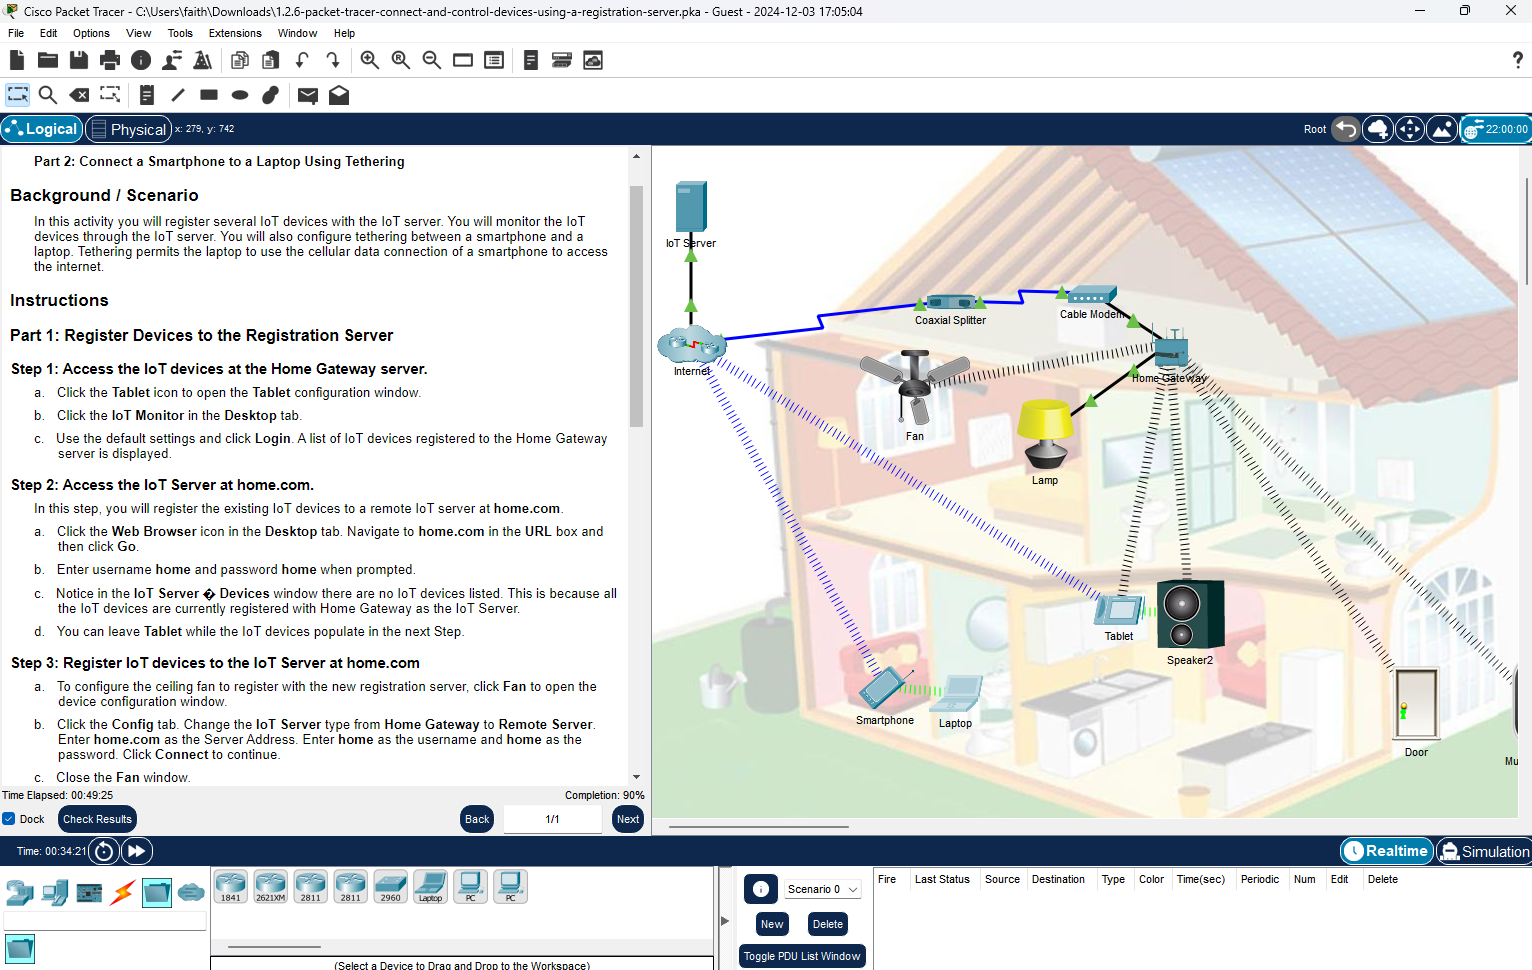 Cisco Packet Tracer - C:\Users\faith\Downloads\1.2.6-packet-tracer-connect-and-control-devices-using-a-registration-server.pka - Guest - 2024-12-03 17:05:04
File Edit Options View Tools Extensions Window Help
?
Logical Physical x: 279, y: 742 Root 22:00:00
Part 2: Connect a Smartphone to a Laptop Using Tethering
Background / Scenario
In this activity you will register several IoT devices with the IoT server. You will monitor the IoT
devices through the IoT server. You will also configure tethering between a smartphone and a
laptop. Tethering permits the laptop to use the cellular data connection of a smartphone to access
the internet.
Instructions
Part 1: Register Devices to the Registration Server
Step 1: Access the IoT devices at the Home Gateway server.
a. Click the Tablet icon to open the Tablet configuration window.
b. Click the IoT Monitor in the Desktop tab.
c. Use the default settings and click Login. A list of IoT devices registered to the Home Gateway
server is displayed.
Step 2: Access the IoT Server at home.com.
In this step, you will register the existing IoT devices to a remote IoT server at home.com.
a. Click the Web Browser icon in the Desktop tab. Navigate to home.com in the URL box and
then click Go.
b. Enter username home and password home when prompted.
c. Notice in the IoT Server � Devices window there are no IoT devices listed. This is because all
the IoT devices are currently registered with Home Gateway as the IoT Server.
d. You can leave Tablet while the IoT devices populate in the next Step.
Step 3: Register IoT devices to the IoT Server at home.com
a. To configure the ceiling fan to register with the new registration server, click Fan to open the
device configuration window.
b. Click the Config tab. Change the IoT Server type from Home Gateway to Remote Server.
Enter home.com as the Server Address. Enter home as the username and home as the
password. Click Connect to continue.
c. Close the Fan window.
Time Elapsed: 00:49:25 Completion: 90%
Dock Check Results Back 1/1 Next
IoT Server
Coaxial Splitter
Cable Modem
Internet
Home Gateway
Fan
Lamp
Tablet
Speaker2
Smartphone
Laptop
Door
Mu
Time: 00:34:21 Realtime Simulation
1841 2621XM 2811 2811 2960 Laptop PC PC
(Select a Device to Drag and Drop to the Workspace)
Scenario 0
New Delete
Toggle PDU List Window
Fire Last Status Source Destination Type Color Time(sec) Periodic Num Edit Delete